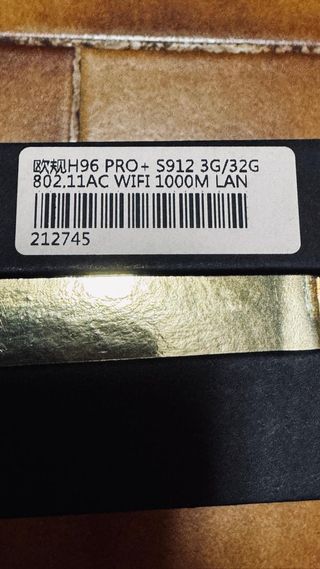 欧规H96 PRO+ S912 3G/32G
802.11AC WIFI 1000M LAN
212745